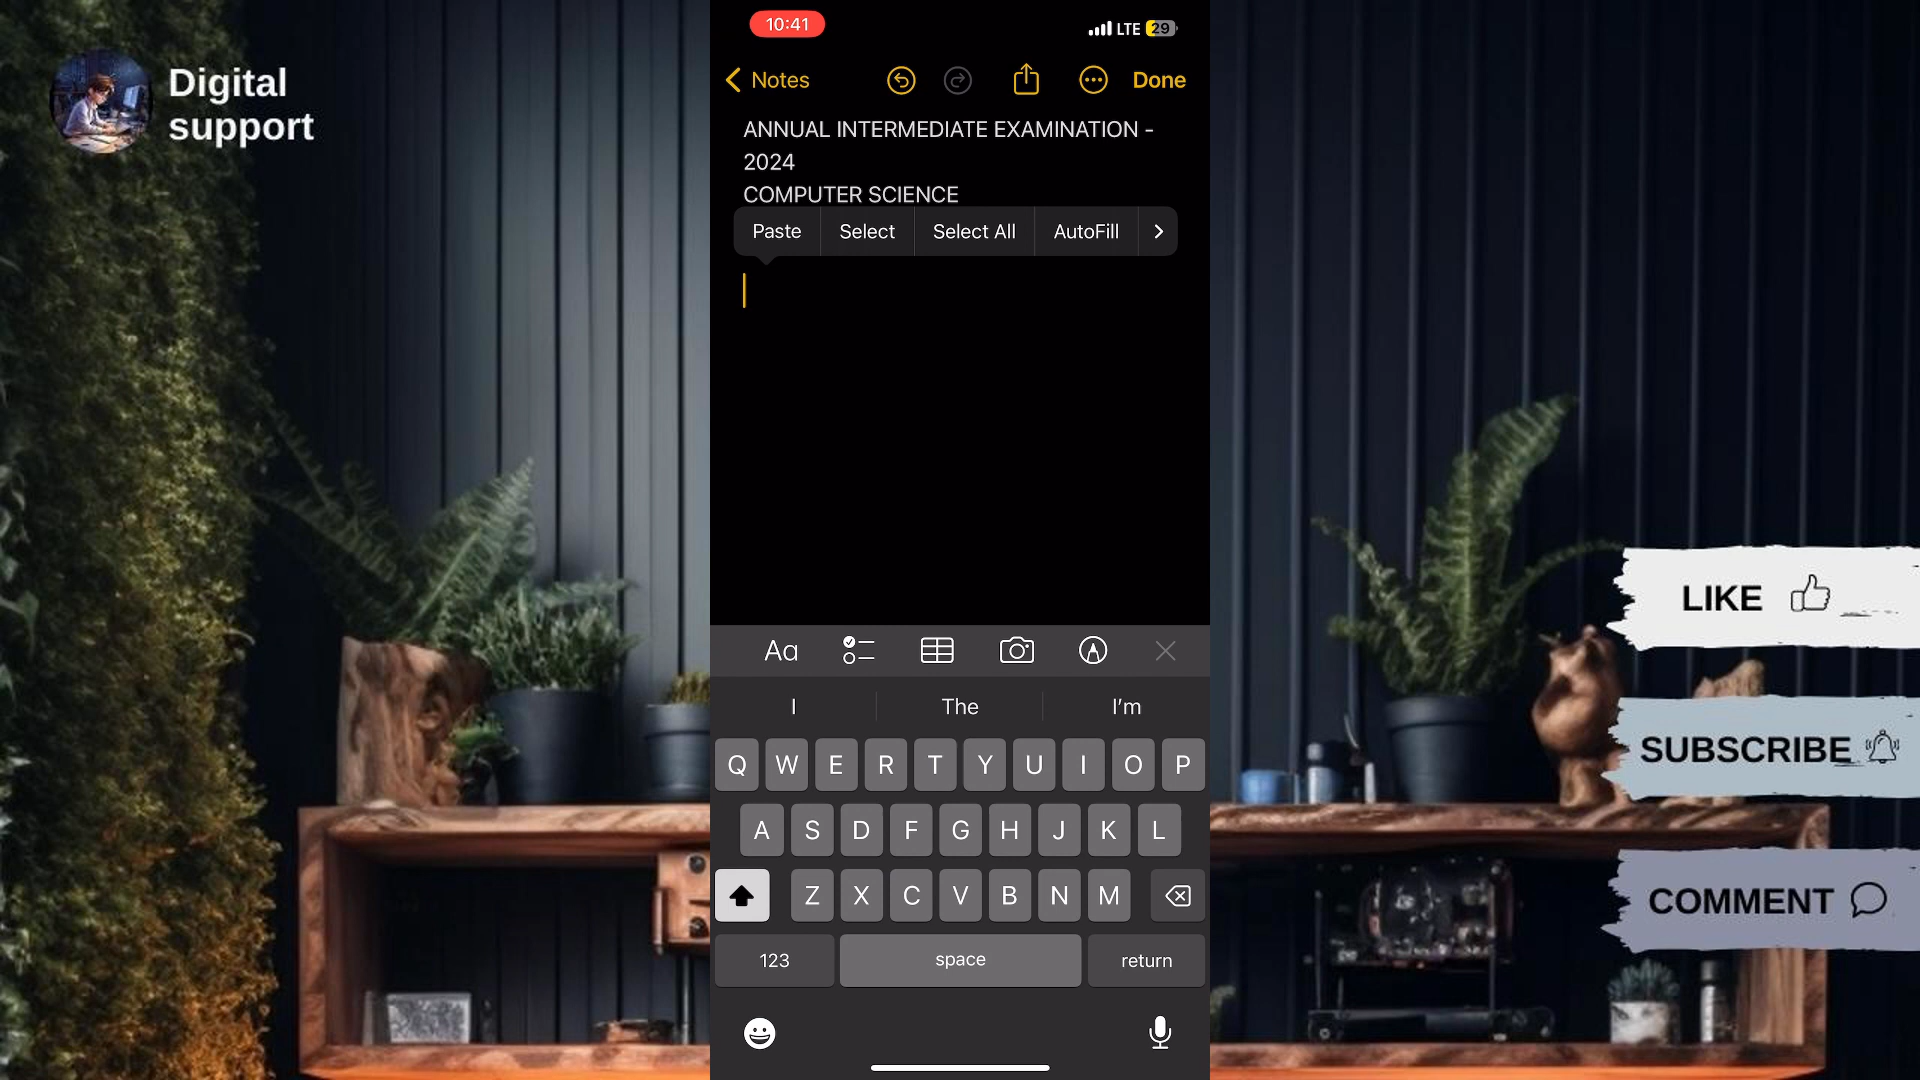 Digital
support
10:41
LTE 29
Notes
Done
ANNUAL INTERMEDIATE EXAMINATION -
2024
COMPUTER SCIENCE
Paste Select Select All AutoFill
Aa
I The I'm
Q W E R T Y U I O P
A S D F G H J K L
Z X C V B N M
123 space return
LIKE
SUBSCRIBE
COMMENT